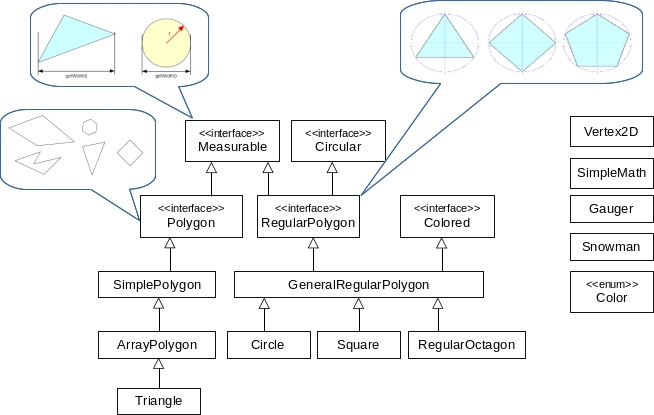 r
getWidth()
getWidth()
<<interface>>
Measurable
<<interface>>
Circular
Vertex2D
SimpleMath
<<interface>>
Polygon
<<interface>>
RegularPolygon
<<interface>>
Colored
Gauger
Snowman
SimplePolygon
GeneralRegularPolygon
<<enum>>
Color
ArrayPolygon
Circle
Square
RegularOctagon
Triangle